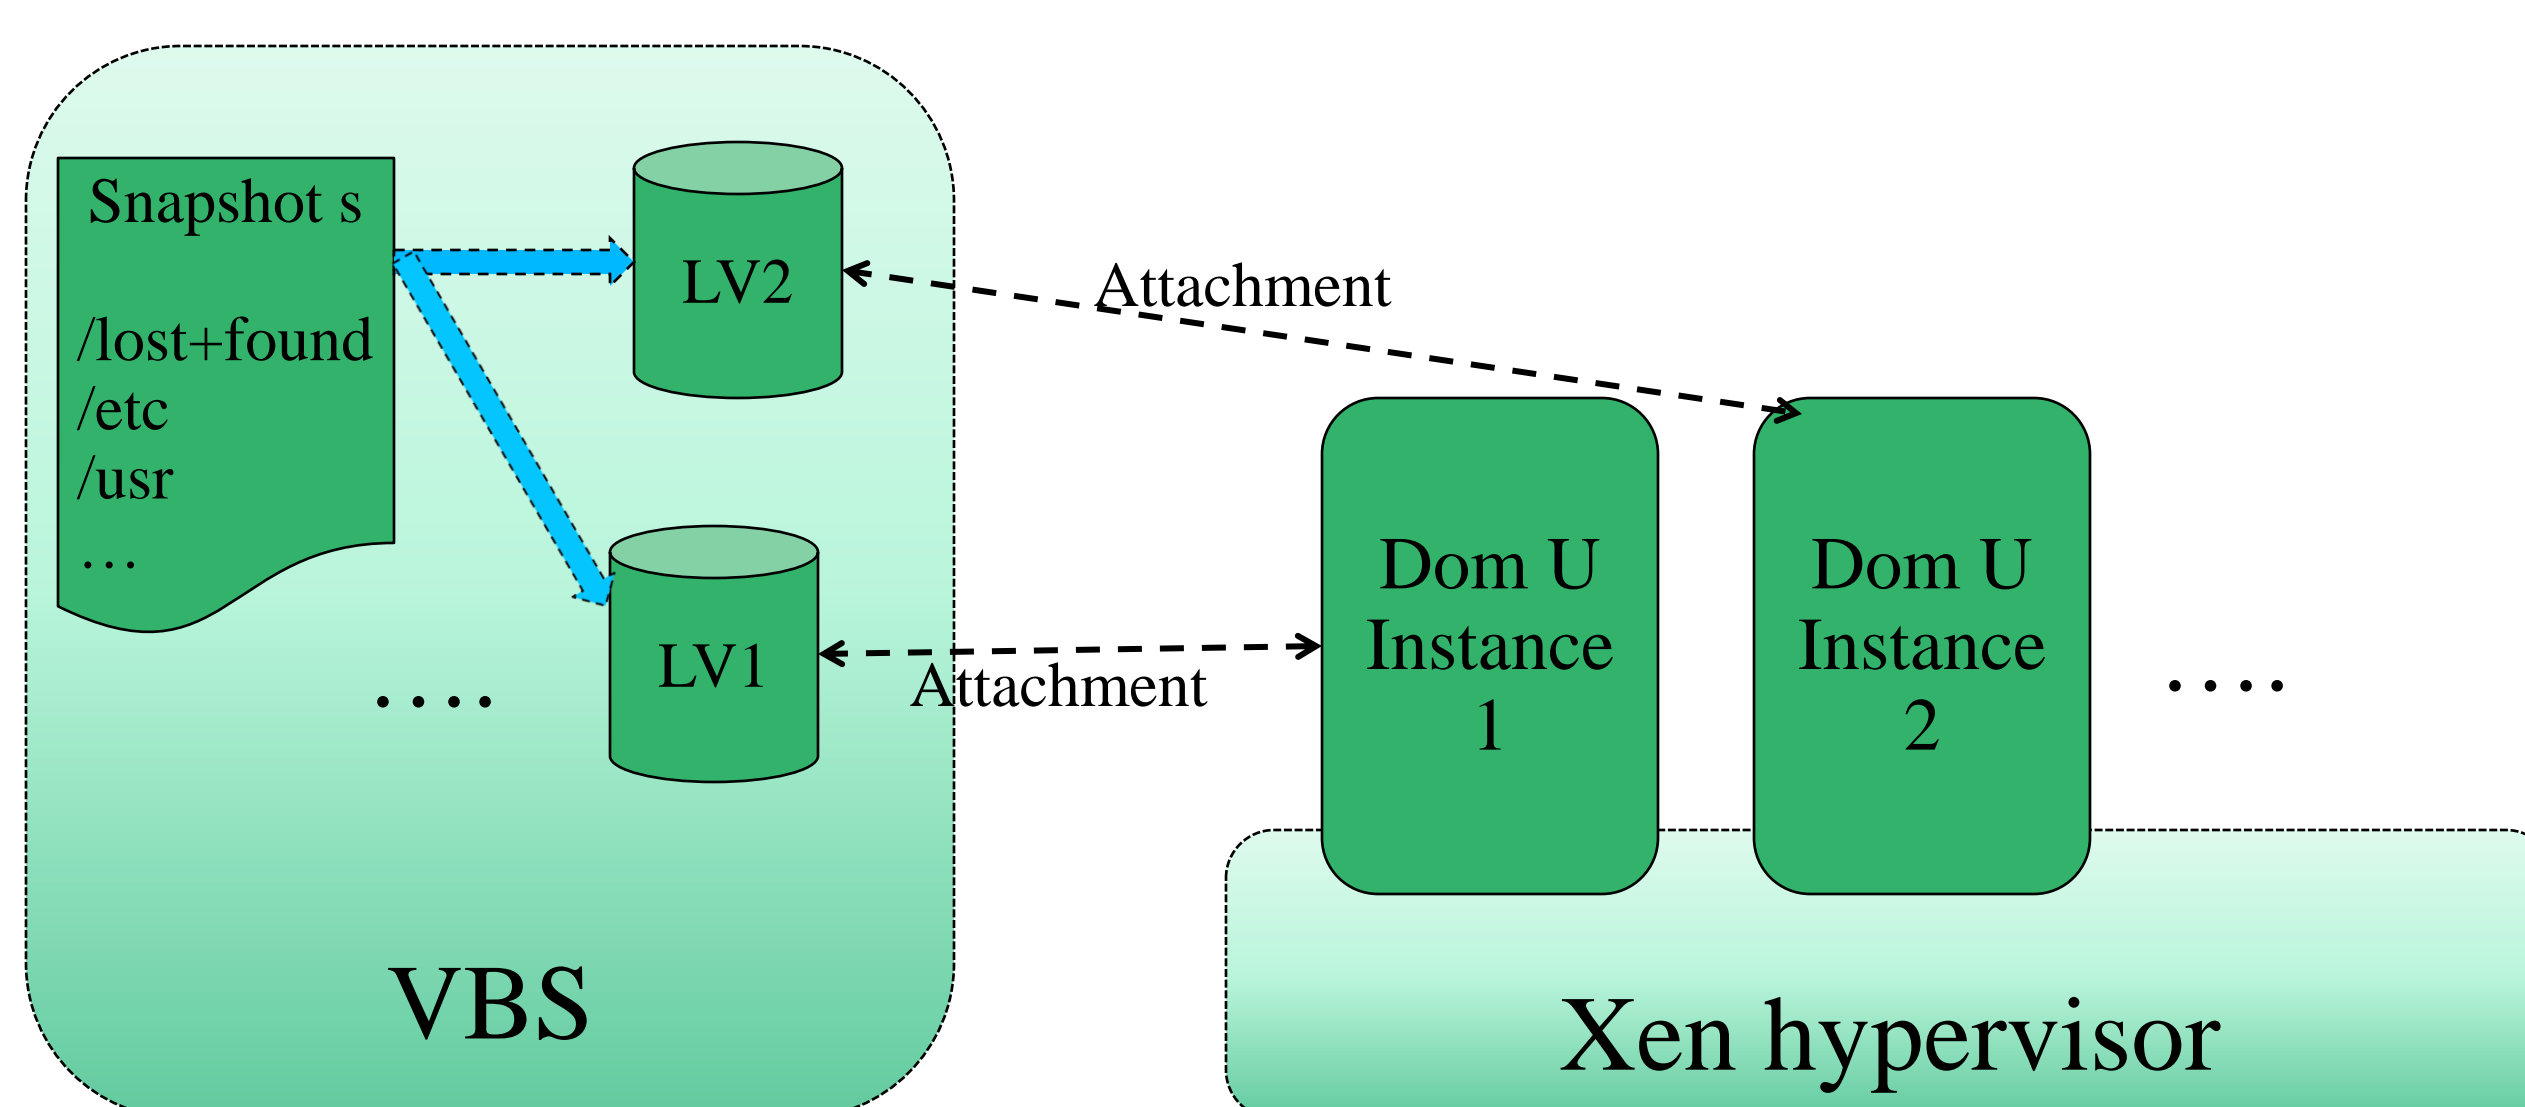 Snapshot s
/lost+found
/etc
/usr
…
LV2
LV1
....
VBS
Attachment
Attachment
Dom U
Instance
1
Dom U
Instance
2
....
Xen hypervisor